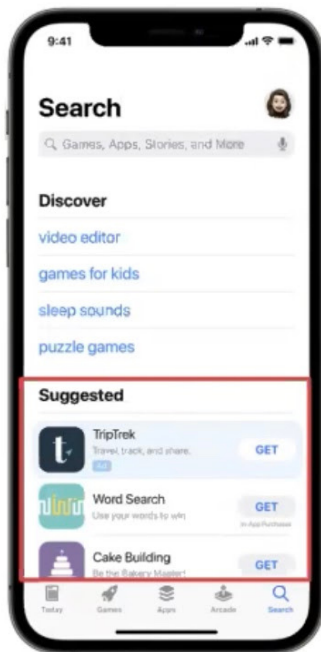 9:41
Search
Games, Apps, Stories, and More
Discover
video editor
games for kids
sleep sounds
puzzle games
Suggested
TripTrek
Travel, track, and share.
Ad
GET
Word Search
Use your words to win
GET
In-App Purchases
Cake Building
Be the Bakery Master!
GET
Today
Games
Apps
Arcade
Search